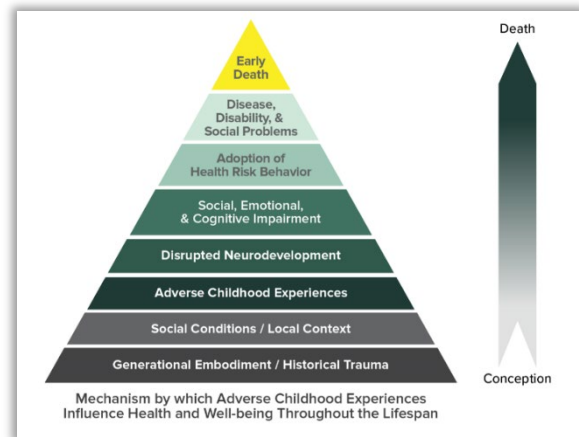 Early
Death
Disease,
Disability, &
Social Problems
Adoption of
Health Risk Behavior
Social, Emotional,
& Cognitive Impairment
Disrupted Neurodevelopment
Adverse Childhood Experiences
Social Conditions / Local Context
Generational Embodiment / Historical Trauma
Mechanism by which Adverse Childhood Experiences
Influence Health and Well-being Throughout the Lifespan
Death
Conception